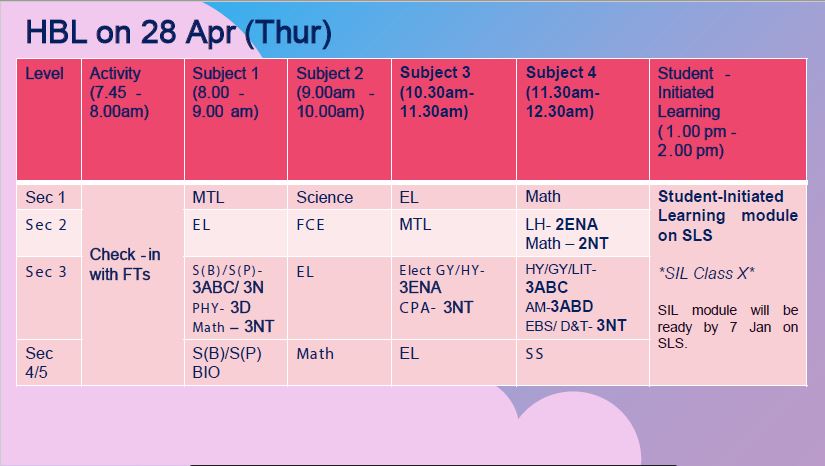 HBL on 28 Apr (Thur)
Level
Activity
(7.45 -
8.00am)
Subject 1
(8.00 -
9.00 am)
Subject 2
(9.00am -
10.00am)
Subject 3
(10.30am-
11.30am)
Subject 4
(11.30am-
12.30am)
Student -
Initiated
Learning
(1.00 pm -
2.00 pm)
Sec 1
MTL
Science
EL
Math
Sec 2
EL
FCE
MTL
LH- 2ENA
Math – 2NT
Check -in
with FTs
Sec 3
S(B)/S(P)-
3ABC/ 3N
PHY- 3D
Math – 3NT
EL
Elect GY/HY-
3ENA
CPA- 3NT
HY/GY/LIT-
3ABC
AM-3ABD
EBS/ D&T- 3NT
Sec
4/5
S(B)/S(P)
BIO
Math
EL
SS
Student-Initiated
Learning module
on SLS
*SIL Class X*
SIL module will be
ready by 7 Jan on
SLS.